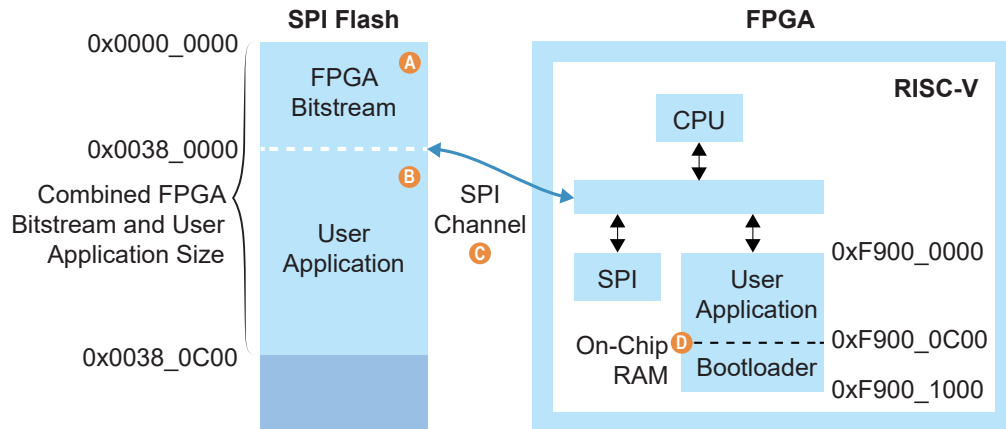 SPI Flash
FPGA
0x0000_0000
A
FPGA
Bitstream
0x0038_0000
B
Combined FPGA
Bitstream and User
Application Size
User
Application
0x0038_0C00
SPI
Channel
C
RISC-V
CPU
SPI
User
Application
0xF900_0000
On-Chip
RAM
D
0xF900_0C00
Bootloader
0xF900_1000